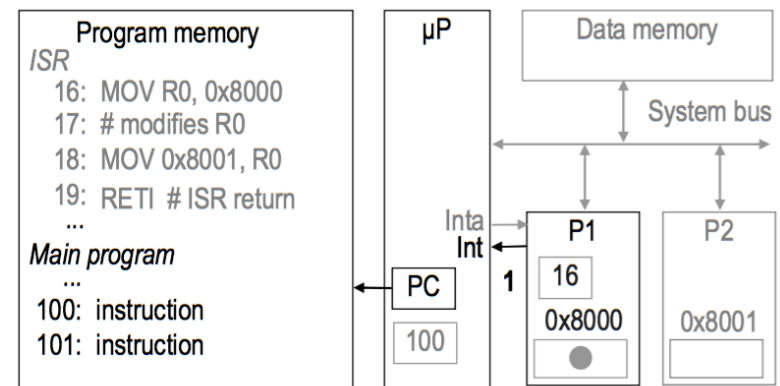 Program memory
ISR
16: MOV R0, 0x8000
17: # modifies R0
18: MOV 0x8001, R0
19: RETI # ISR return
...
Main program
...
100: instruction
101: instruction
μP
Inta
Int
PC
100
1
Data memory
System bus
P1
16
0x8000
P2
0x8001